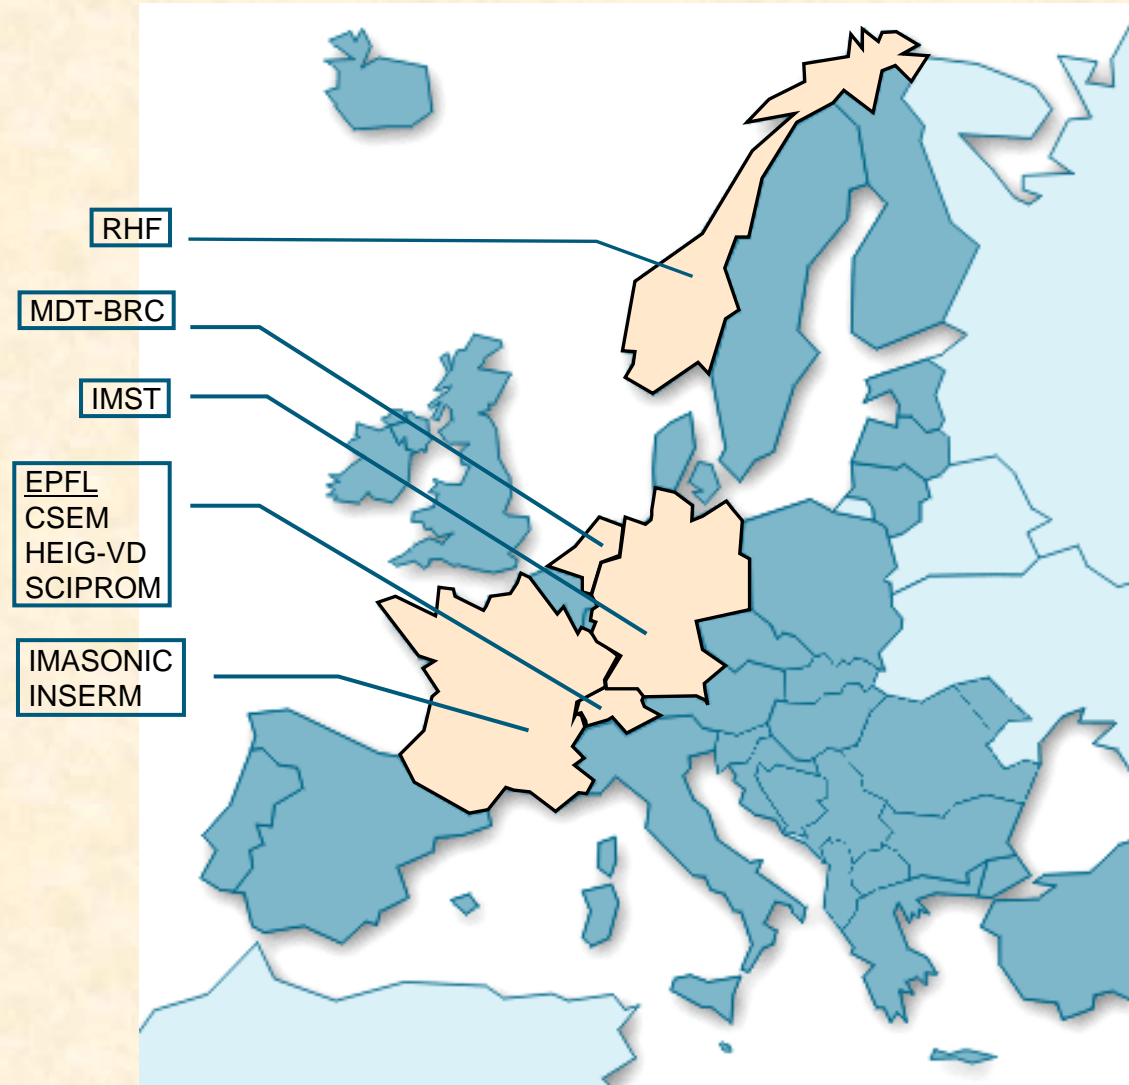 RHF
MDT-BRC
IMST
EPFL
CSEM
HEIG-VD
SCIPROM
IMASONIC
INSERM